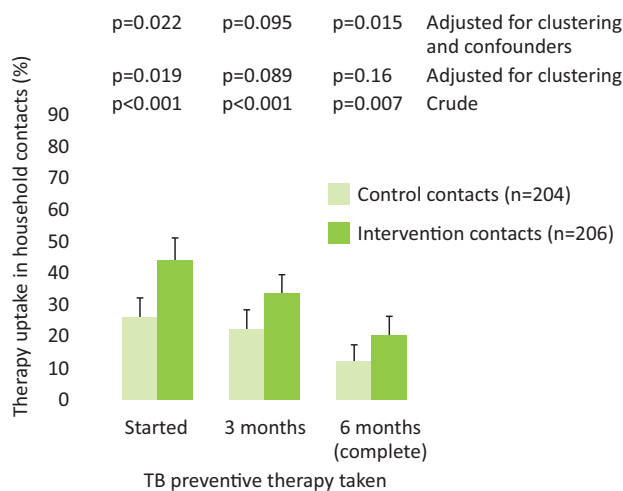 p=0.022 p=0.095 p=0.015 Adjusted for clustering
and confounders
p=0.019 p=0.089 p=0.16 Adjusted for clustering
p<0.001 p<0.001 p=0.007 Crude
Therapy uptake in household contacts (%)
90
80
70
60
50
40
30
20
10
0
Control contacts (n=204)
Intervention contacts (n=206)
Started 3 months 6 months
(complete)
TB preventive therapy taken